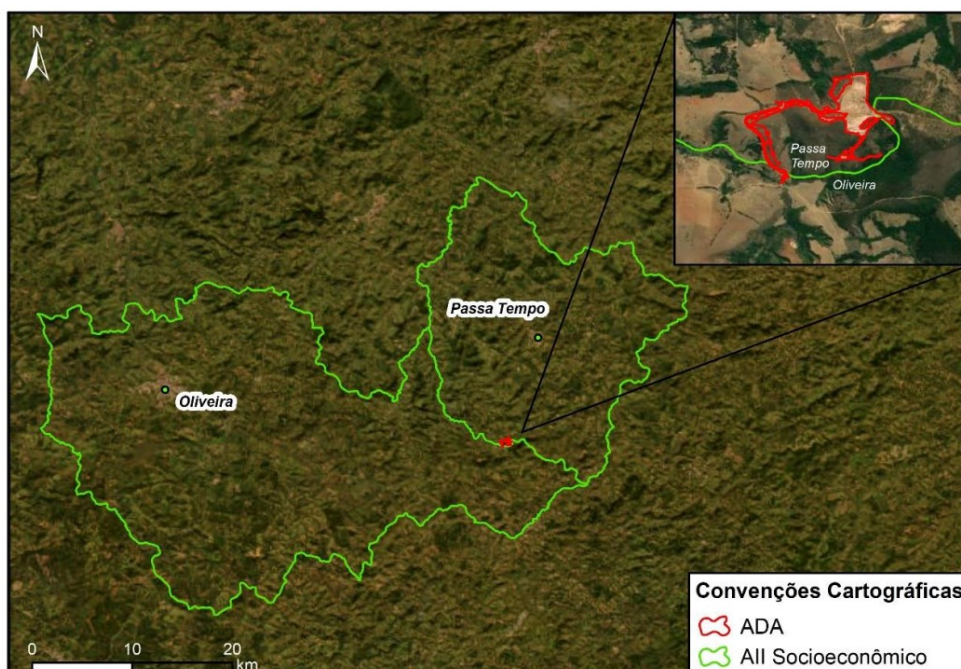 N
Passa
Tempo
Oliveira
Passa Tempo
Oliveira
Convenções Cartográficas
ADA
AII Socioeconômico
0 10 20
km